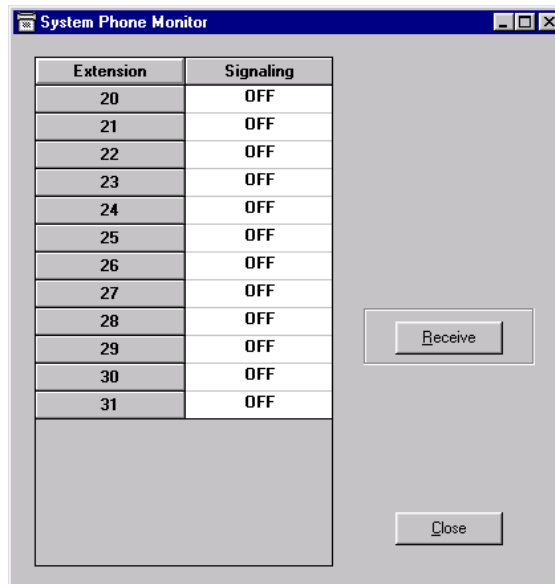 System Phone Monitor
Extension Signaling
20 OFF
21 OFF
22 OFF
23 OFF
24 OFF
25 OFF
26 OFF
27 OFF
28 OFF
29 OFF
30 OFF
31 OFF
Receive
Close